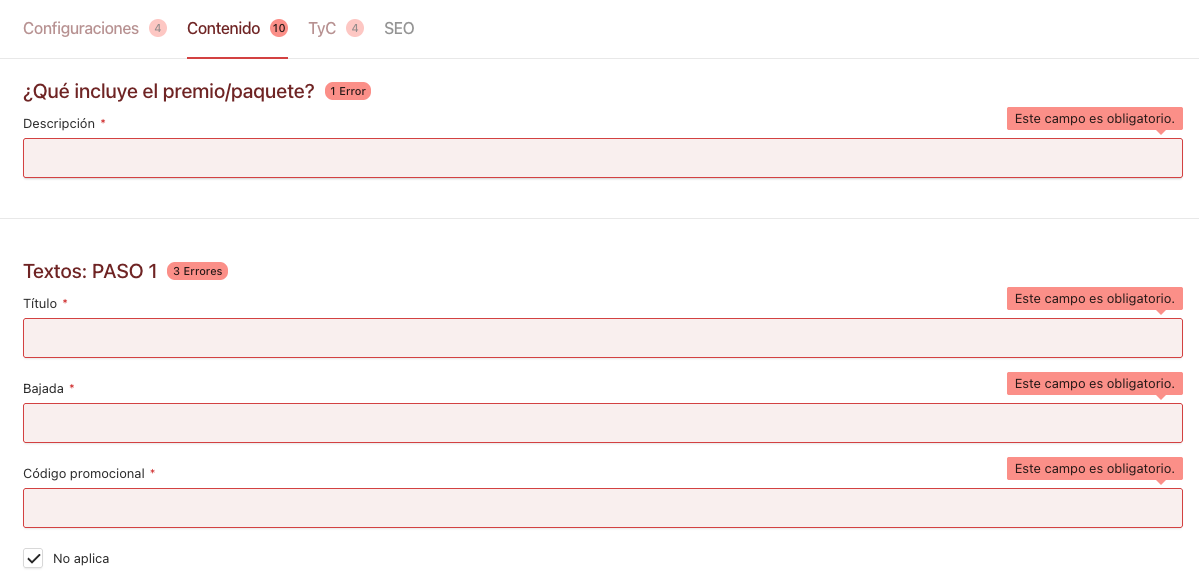 Configuraciones 4 Contenido 10 TyC 4 SEO
¿Qué incluye el premio/paquete? 1 Error
Descripción * Este campo es obligatorio.
Textos: PASO 1 3 Errores
Título * Este campo es obligatorio.
Bajada * Este campo es obligatorio.
Código promocional * Este campo es obligatorio.
No aplica